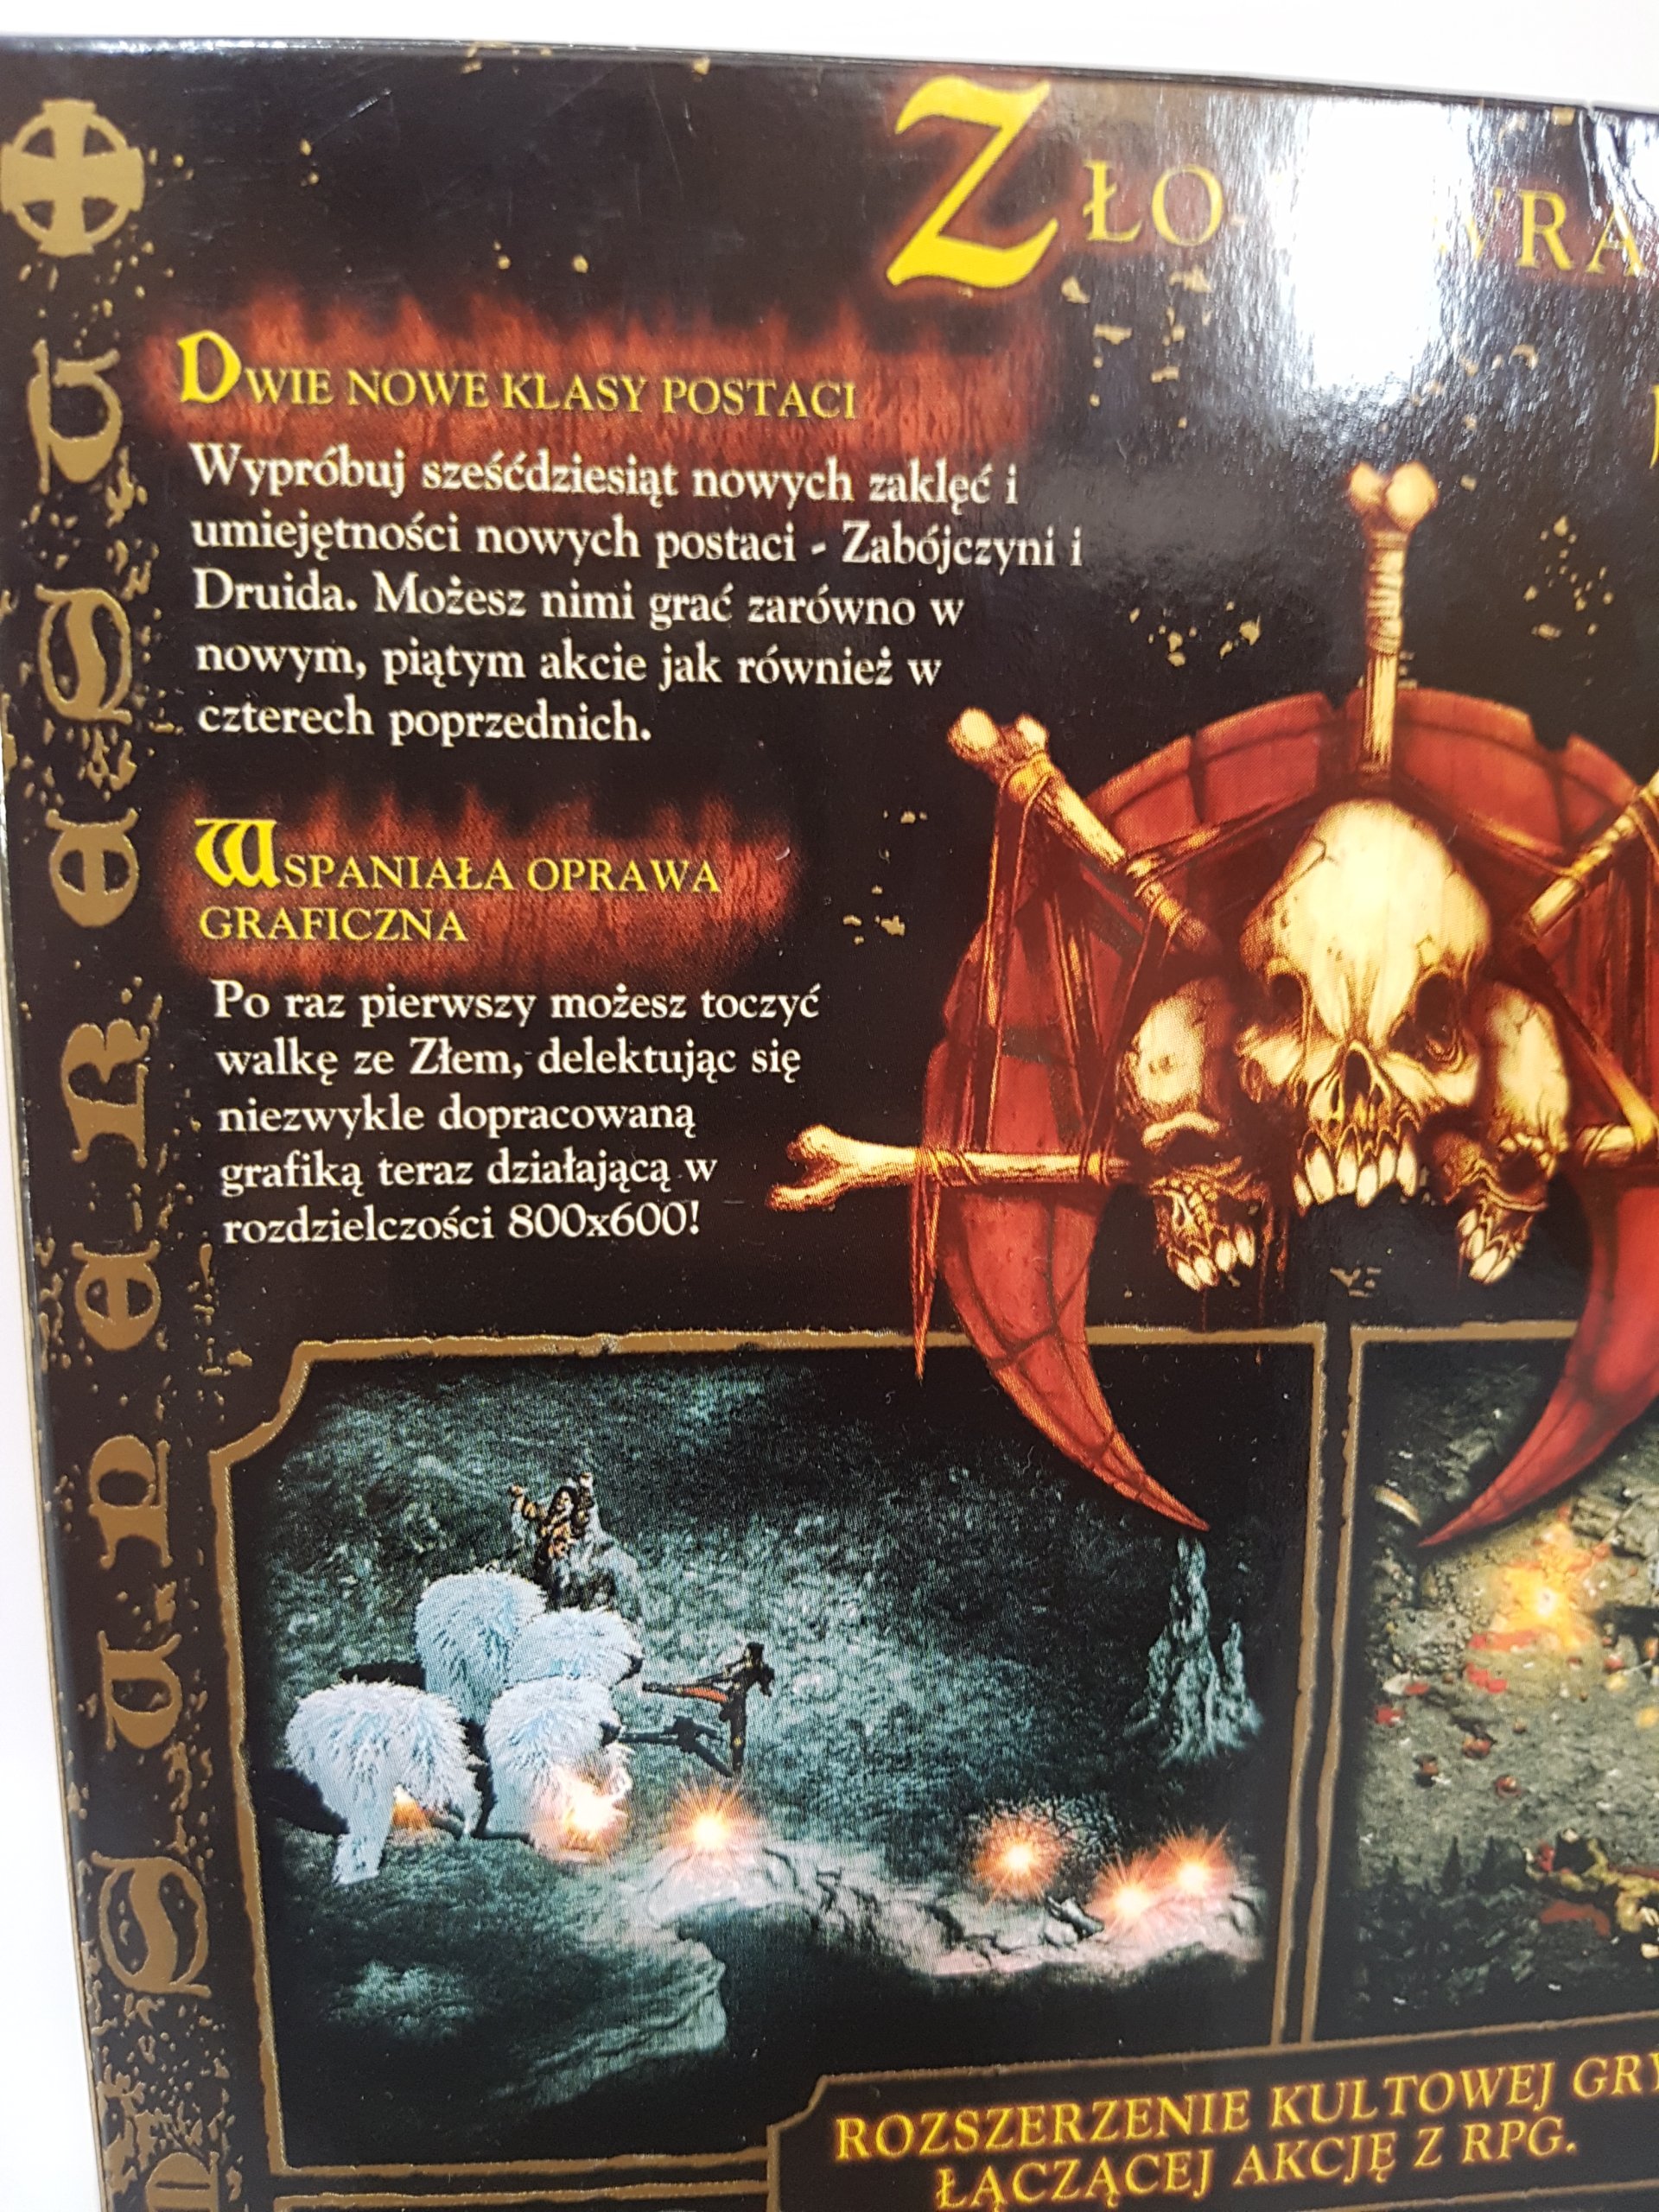 ZŁO
DWIE NOWE KLASY POSTACI
Wypróbuj sześćdziesiąt nowych zaklęć i
umiejętności nowych postaci - Zabójczyni i
Druida. Możesz nimi grać zarówno w
nowym, piątym akcie jak również w
czterech poprzednich.
WSPANIAŁA OPRAWA
GRAFICZNA
Po raz pierwszy możesz toczyć
walkę ze Złem, delektując się
niezwykle dopracowaną
grafiką teraz działającą w
rozdzielczości 800x600!
ROZSZERZENIE KULTOWEJ GRY
ŁĄCZĄCEJ AKCJĘ Z RPG.